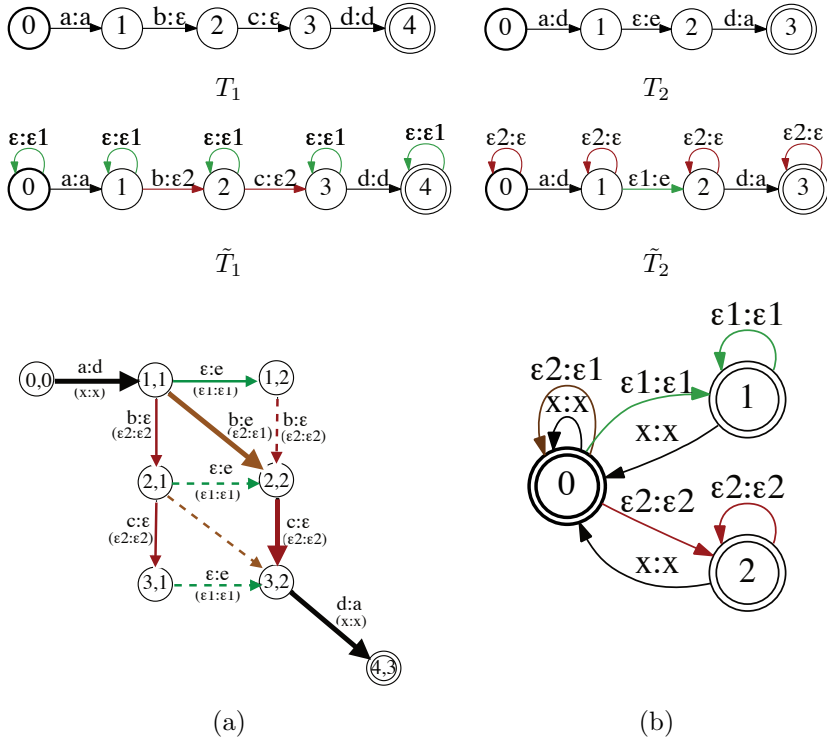 0 a:a 1 b:ε 2 c:ε 3 d:d 4
0 a:d 1 ε:e 2 d:a 3
T₁
T₂
ε:ε1 ε:ε1 ε:ε1 ε:ε1 ε:ε1
0 a:a 1 b:ε2 2 c:ε2 3 d:d 4
ε2:ε ε2:ε ε2:ε ε2:ε
0 a:d 1 ε1:e 2 d:a 3
T̃₁
T̃₂
0,0 a:d (x:x) 1,1 ε:e (ε1:ε1) 1,2
b:ε (ε2:ε2) b:e (ε2:ε1) b:ε (ε2:ε2)
2,1 ε:e (ε1:ε1) 2,2
c:ε (ε2:ε2) c:ε (ε2:ε2)
3,1 ε:e (ε1:ε1) 3,2
d:a (x:x)
4,3
ε1:ε1
ε2:ε1 ε1:ε1
x:x 1
x:x
0
ε2:ε2 ε2:ε2
x:x 2
(a)
(b)